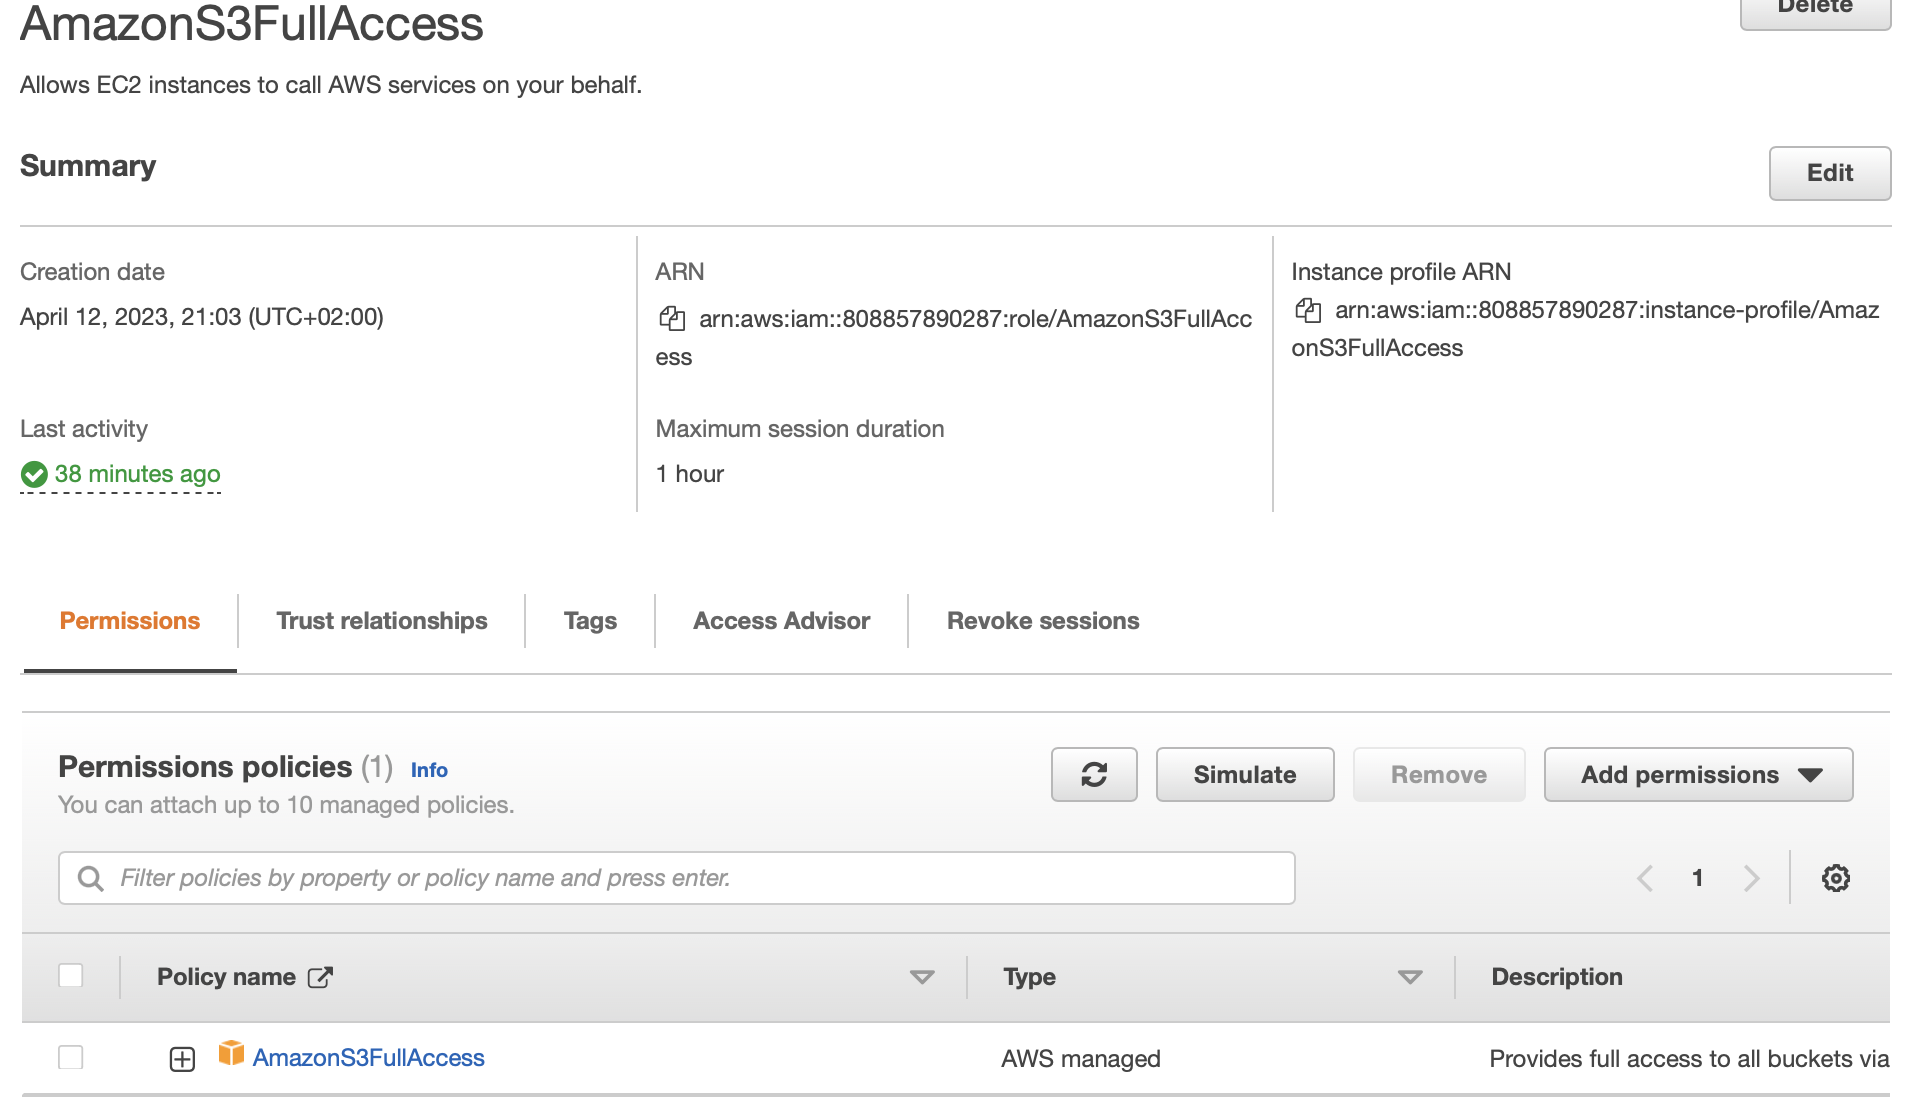 AmazonS3FullAccess
Delete
Allows EC2 instances to call AWS services on your behalf.
Summary
Edit
Creation date
April 12, 2023, 21:03 (UTC+02:00)
ARN
arn:aws:iam::808857890287:role/AmazonS3FullAcc
ess
Instance profile ARN
arn:aws:iam::808857890287:instance-profile/Amaz
onS3FullAccess
Last activity
38 minutes ago
Maximum session duration
1 hour
Permissions
Trust relationships
Tags
Access Advisor
Revoke sessions
Permissions policies (1) Info
You can attach up to 10 managed policies.
Simulate
Remove
Add permissions
Filter policies by property or policy name and press enter.
1
Policy name
Type
Description
AmazonS3FullAccess
AWS managed
Provides full access to all buckets via